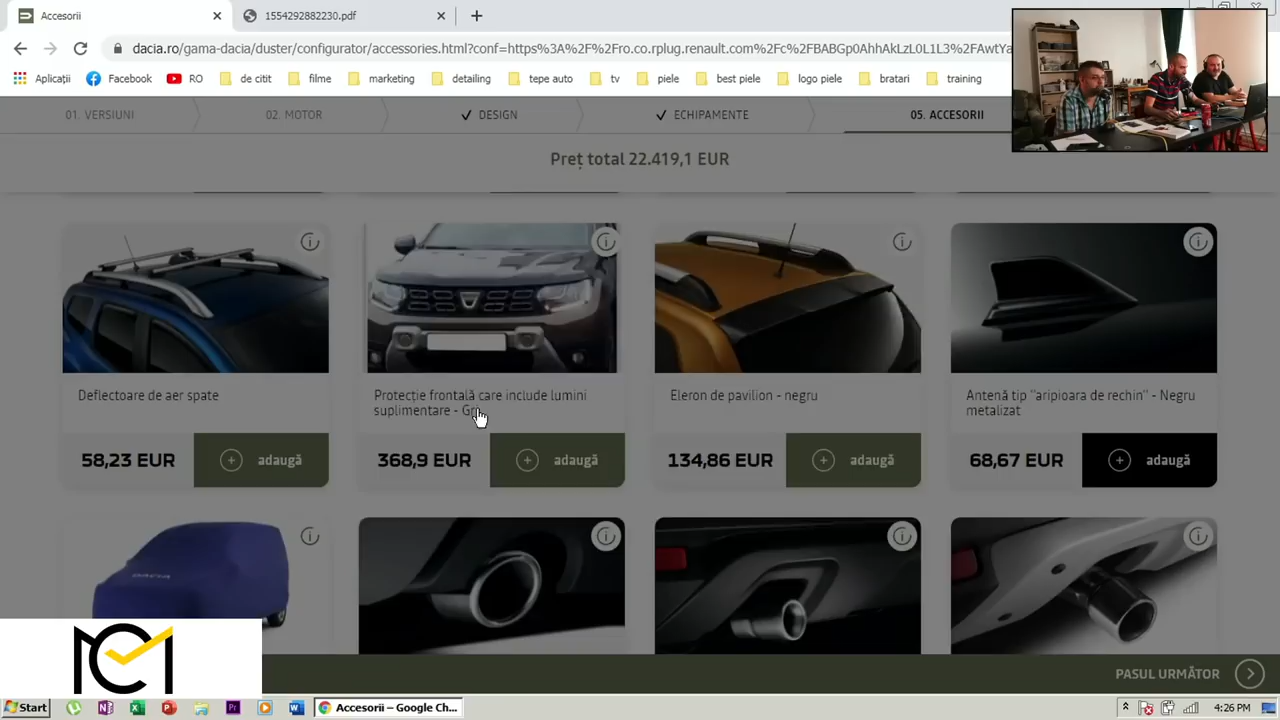 Accesorii
1554292882230.pdf
dacia.ro/gama-dacia/duster/configurator/accessories.html?conf=https%3A%2F%2Fro.co.rplug.renault.com%2Fc%2FBABGp0AhhAkLzL0L1L3%2FAwtYa
Aplicații
Facebook
RO
de citit
filme
marketing
detailing
tepe auto
tv
piele
best piele
logo piele
bratari
training
01. VERSIUNI
02. MOTOR
DESIGN
ECHIPAMENTE
05. ACCESORII
Preț total 22.419,1 EUR
Deflectoare de aer spate
58,23 EUR
adaugă
Protecție frontală care include lumini
suplimentare - Gri
368,9 EUR
adaugă
Eleron de pavilion - negru
134,86 EUR
adaugă
Antenă tip "aripioara de rechin" - Negru
metalizat
68,67 EUR
adaugă
DACIA
PASUL URMĂTOR
Start
Accesorii – Google Ch...
4:26 PM